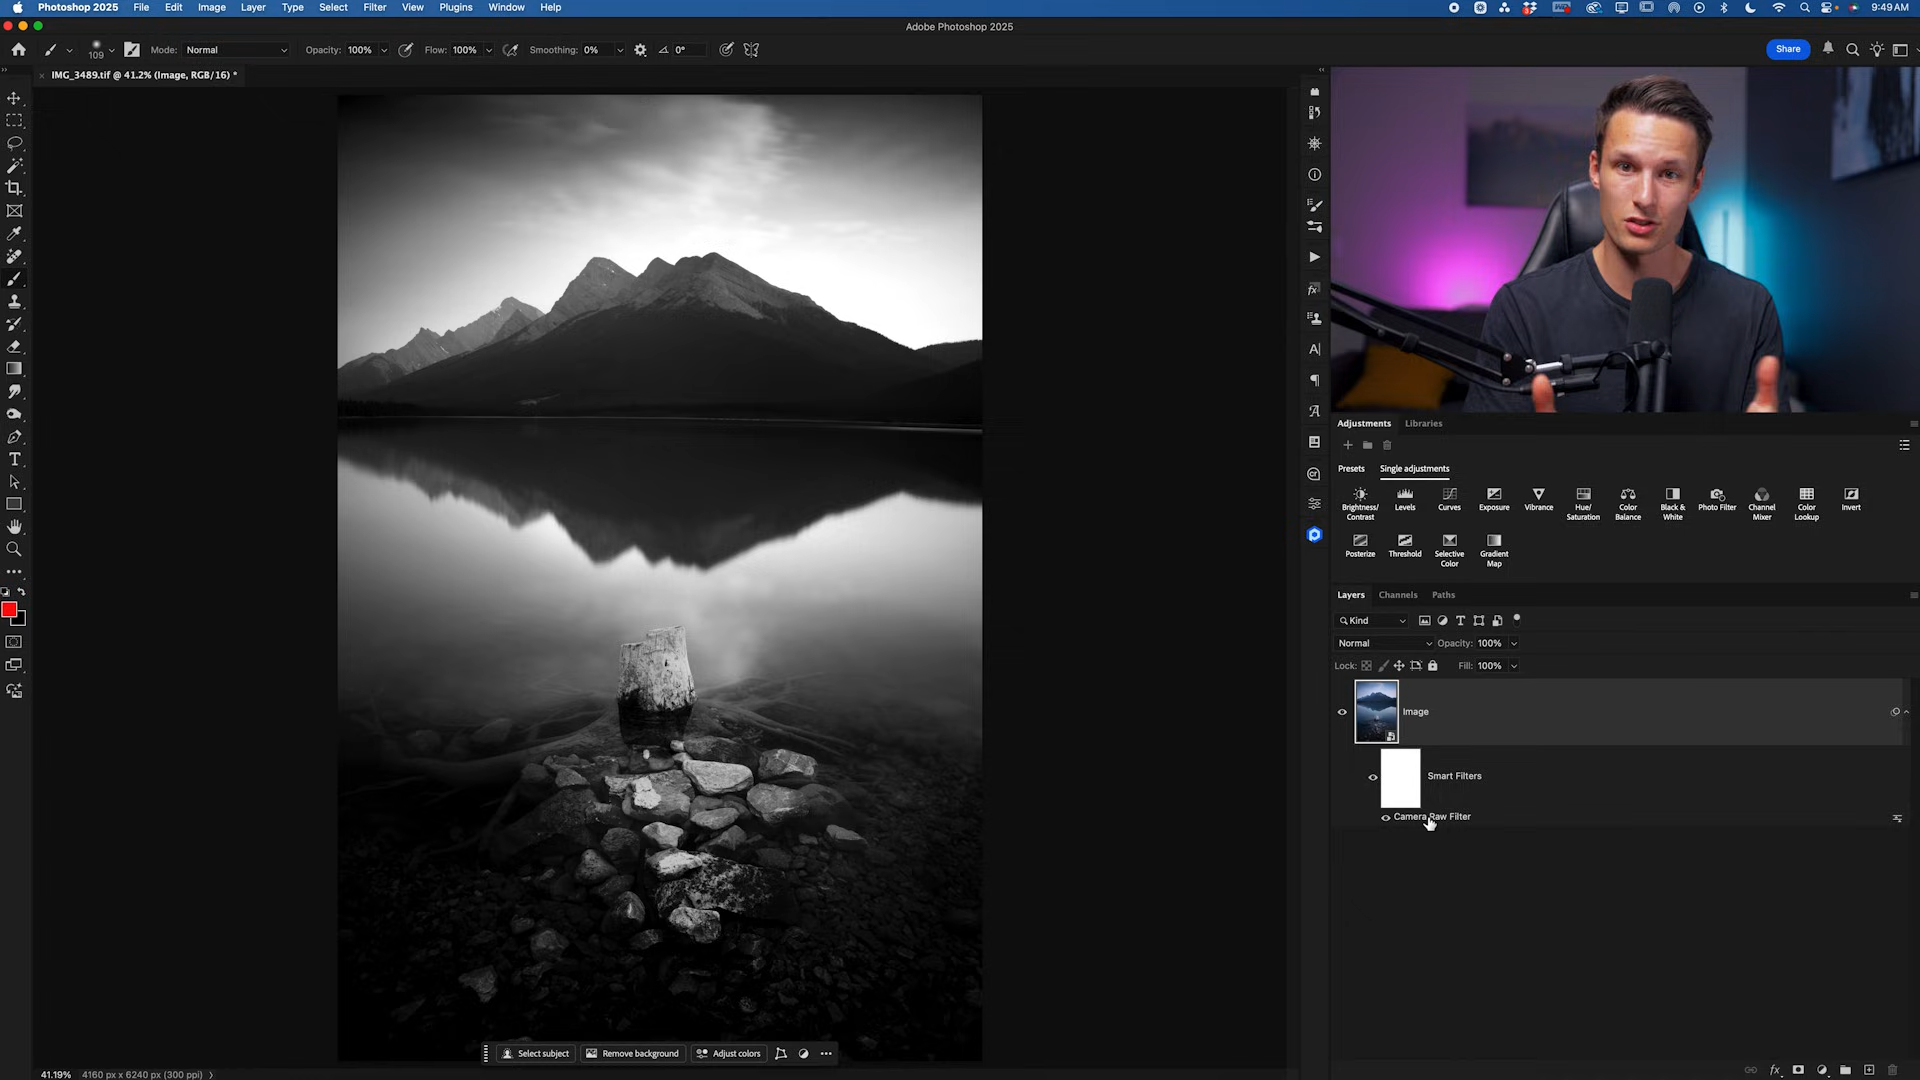 Photoshop 2025 File Edit Image Layer Type Select Filter View Plugins Window Help 9:49 AM
Adobe Photoshop 2025
109 Mode: Normal Opacity: 100% Flow: 100% Smoothing: 0% 0° Share
IMG_3489.tif @ 41.2% (Image, RGB/16) *
Adjustments Libraries
Presets Single adjustments
Brightness/ Levels Curves Exposure Vibrance Hue/ Color Black & Photo Filter Channel Color Invert
Contrast Saturation Balance White Mixer Lookup
Posterize Threshold Selective Gradient
Color Map
Layers Channels Paths
Kind
Normal Opacity: 100%
Lock: Fill: 100%
Image
Smart Filters
Camera Raw Filter
Select subject Remove background Adjust colors
41.19% 4160 px x 6240 px (300 ppi)